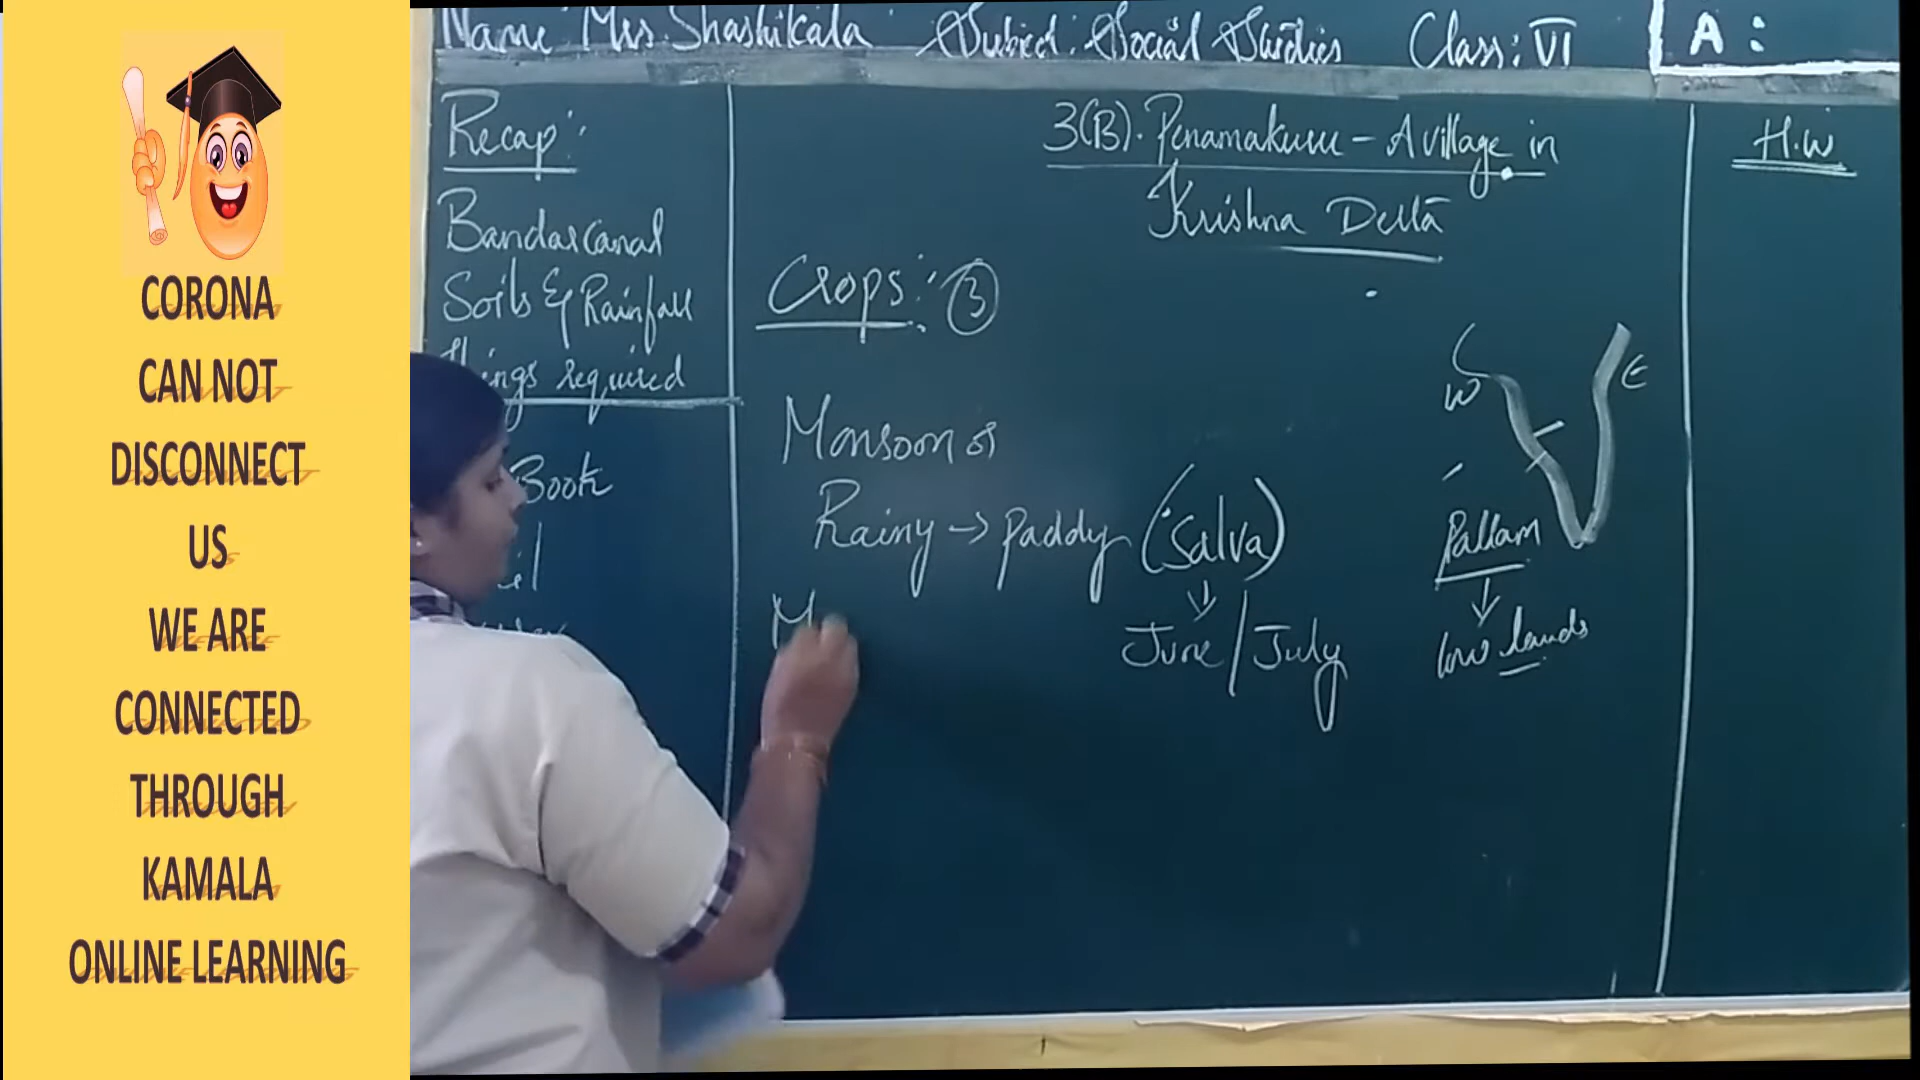 CORONA
CAN NOT
DISCONNECT
US
WE ARE
CONNECTED
THROUGH
KAMALA
ONLINE LEARNING
Name: Mrs. Shashikala Subject: Social Studies Class: VI A:
Recap:
Bandar canal
Soils & Rainfall
things required
Book
3(B). Penamakuru - A village in
Krishna Delta
Crops: 3
Monsoon or
Rainy → paddy (Salva)
June / July
M
W E
Pallam
low lands
H.W